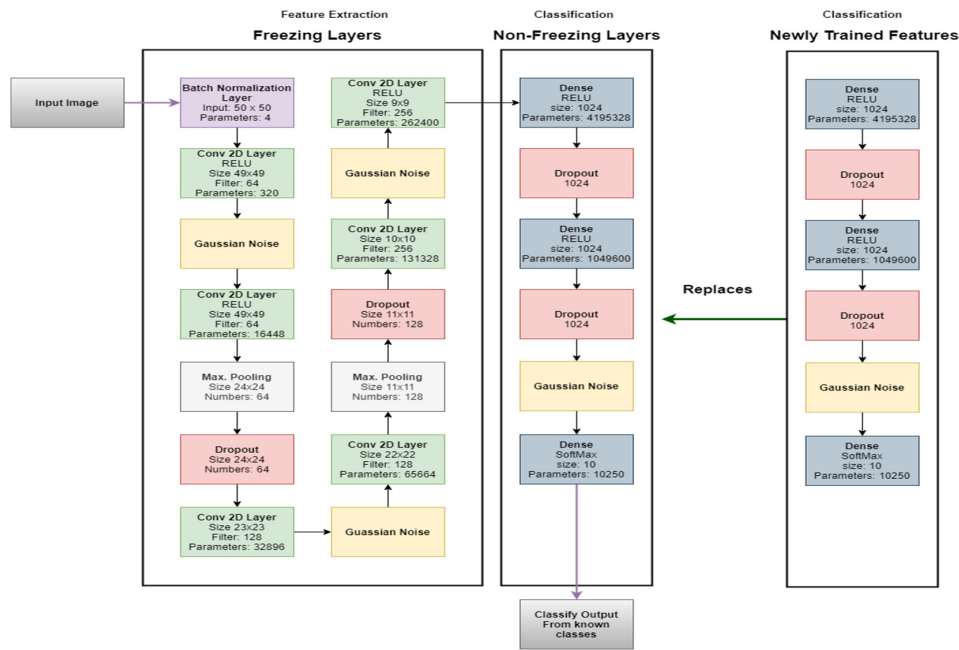 Feature Extraction
Freezing Layers
Input Image
Batch Normalization
Layer
Input: 50 x 50
Parameters: 4
Conv 2D Layer
RELU
Size 49x49
Filter: 64
Parameters: 320
Gaussian Noise
Conv 2D Layer
RELU
Size 49x49
Filter: 64
Parameters: 16448
Max. Pooling
Size 24x24
Numbers: 64
Dropout
Size 24x24
Numbers: 64
Conv 2D Layer
Size 23x23
Filter: 128
Parameters: 32896
Guassian Noise
Conv 2D Layer
Size 22x22
Filter: 128
Parameters: 65664
Max. Pooling
Size 11x11
Numbers: 128
Dropout
Size 11x11
Numbers: 128
Conv 2D Layer
Size 10x10
Filter: 256
Parameters: 131328
Gaussian Noise
Conv 2D Layer
RELU
Size 9x9
Filter: 256
Parameters: 262400
Classification
Non-Freezing Layers
Dense
RELU
size: 1024
Parameters: 4195328
Dropout
1024
Dense
RELU
size: 1024
Parameters: 1049600
Dropout
1024
Gaussian Noise
Dense
SoftMax
size: 10
Parameters: 10250
Classify Output
From known
classes
Replaces
Classification
Newly Trained Features
Dense
RELU
size: 1024
Parameters: 4195328
Dropout
1024
Dense
RELU
size: 1024
Parameters: 1049600
Dropout
1024
Gaussian Noise
Dense
SoftMax
size: 10
Parameters: 10250